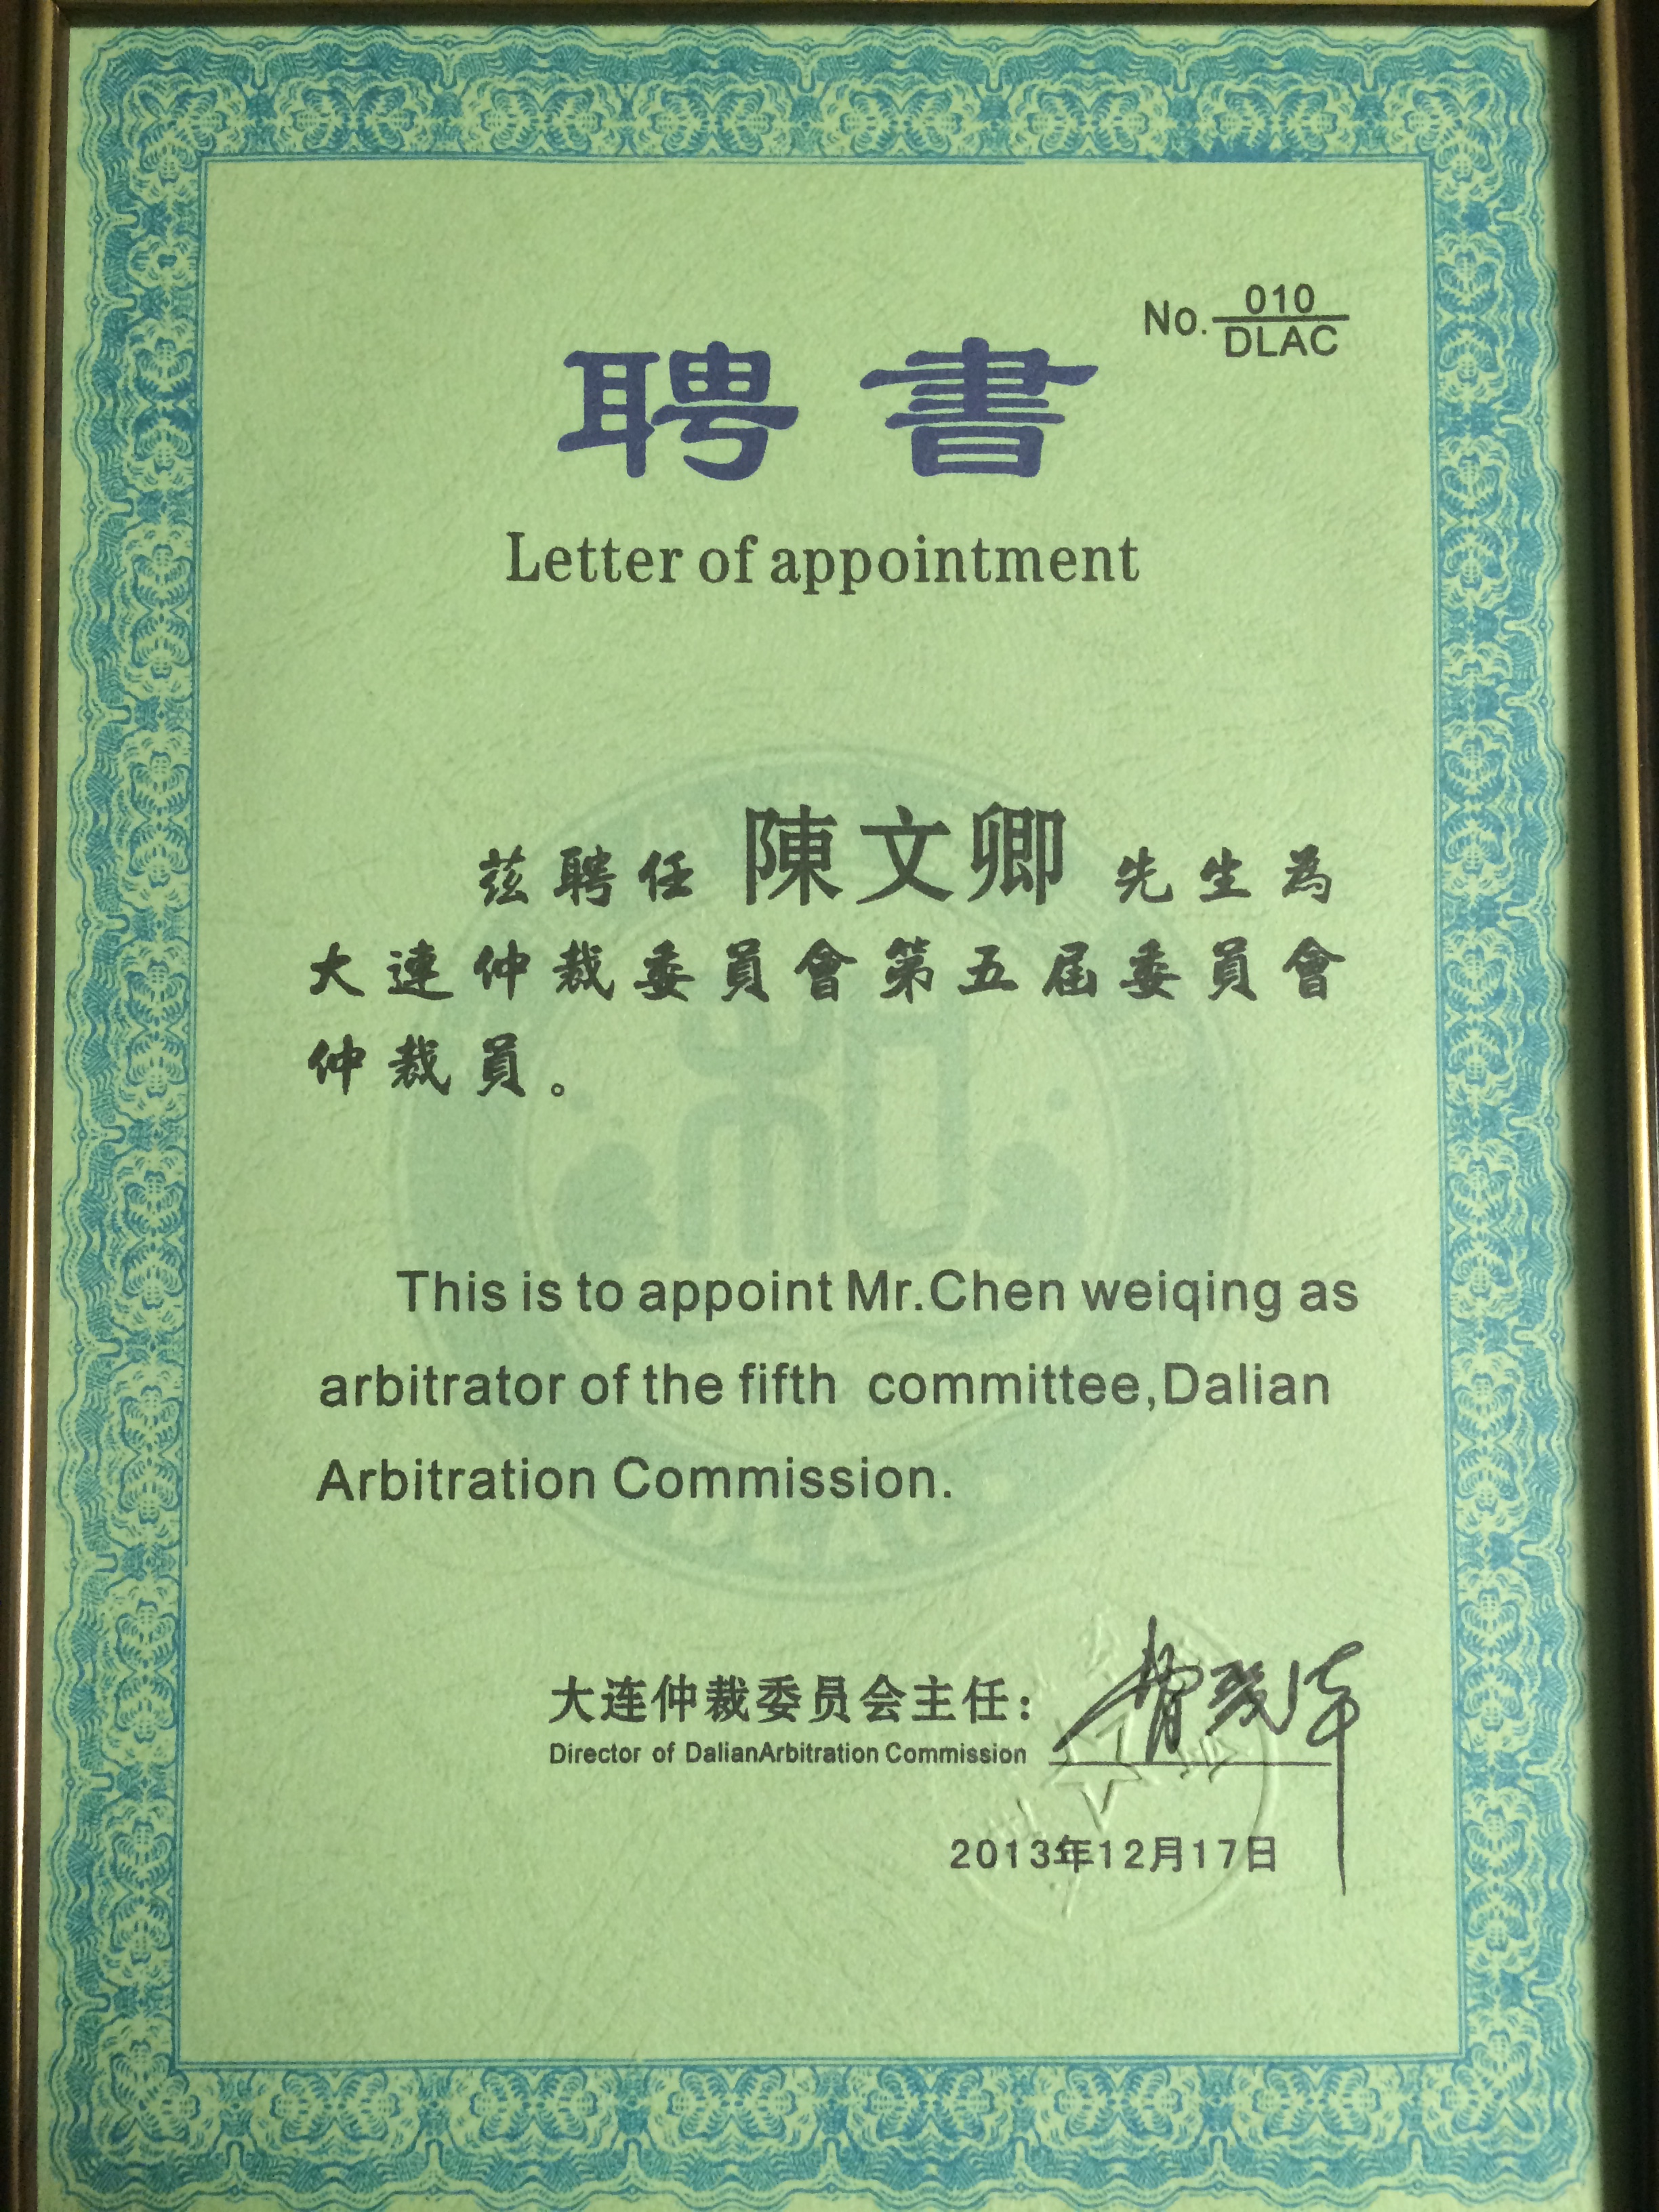 No. 010
DLAC
聘書
Letter of appointment
茲聘任 陳文卿 先生為
大連仲裁委員會第五屆委員會
仲裁員。
This is to appoint Mr.Chen weiqing as
arbitrator of the fifth committee,Dalian
Arbitration Commission.
DLAC
大连仲裁委员会主任：
Director of DalianArbitration Commission
2013年12月17日